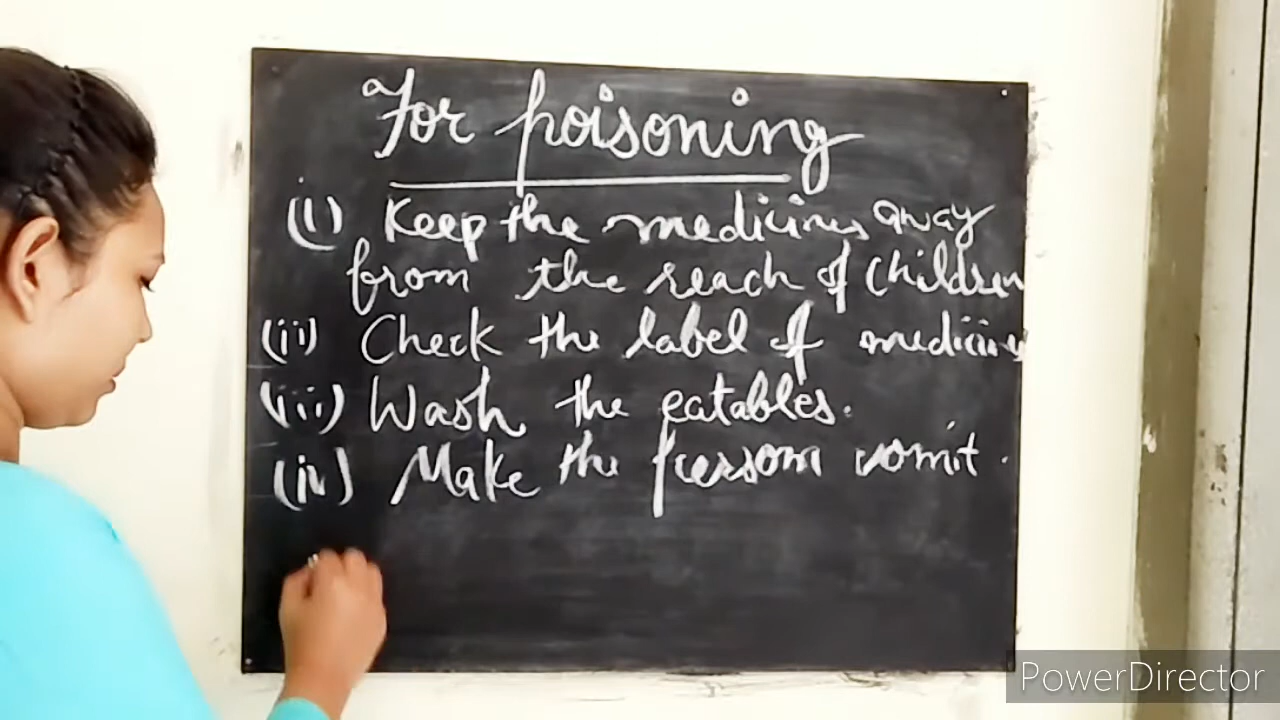 For poisoning
(i) Keep the medicines away
from the reach of children
(ii) Check the label of medicines
(iii) Wash the eatables.
(iv) Make the person vomit.
PowerDirector